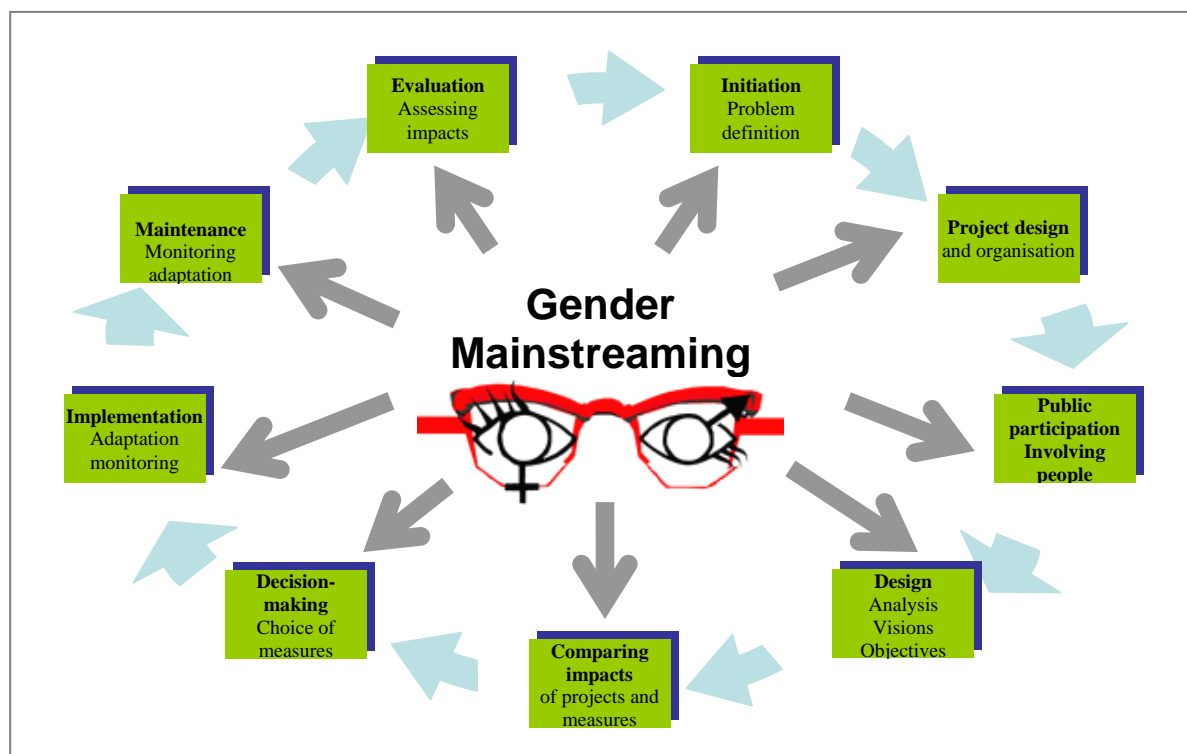 Gender
Mainstreaming
Initiation
Problem
definition
Project design
and organisation
Public
participation
Involving
people
Design
Analysis
Visions
Objectives
Comparing
impacts
of projects and
measures
Decision-
making
Choice of
measures
Implementation
Adaptation
monitoring
Maintenance
Monitoring
adaptation
Evaluation
Assessing
impacts